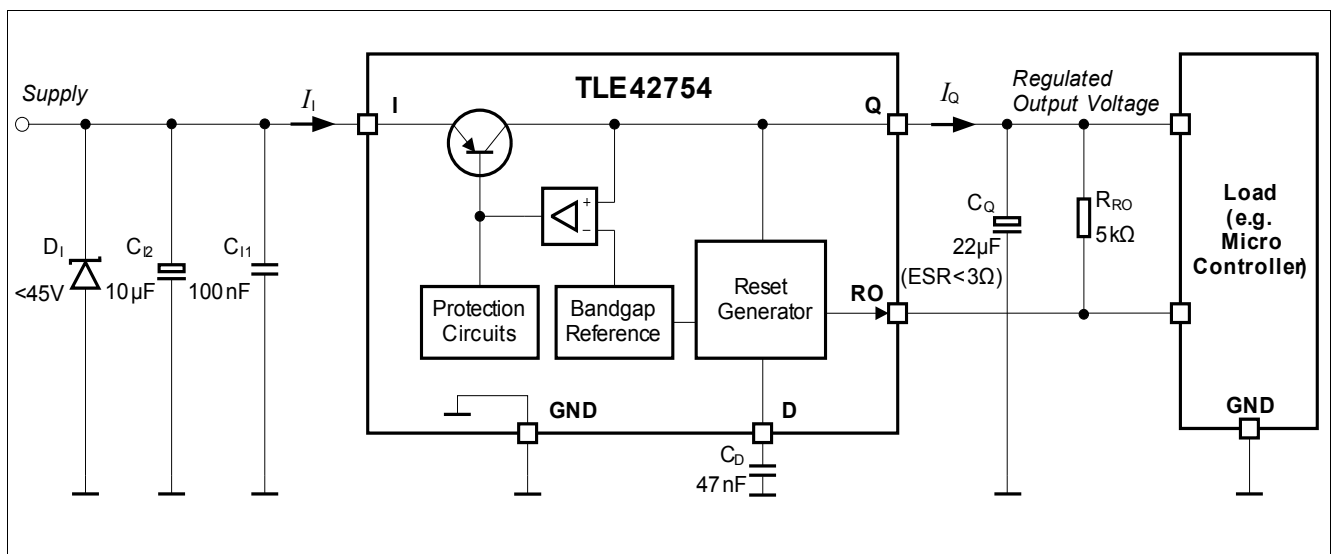 TLE42754
Supply
I_I
I
Q
I_Q
Regulated
Output Voltage
D_I
<45V
C_I2
10µF
C_I1
100nF
+
−
Protection
Circuits
Bandgap
Reference
Reset
Generator
RO
C_Q
22µF
(ESR<3Ω)
R_RO
5kΩ
Load
(e.g.
Micro
Controller)
GND
D
GND
C_D
47nF